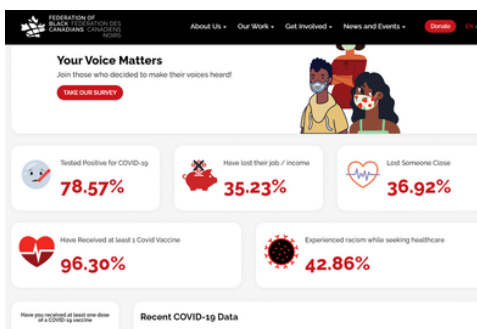 FEDERATION OF
BLACK FÉDÉRATION DES
CANADIANS CANADIENS
NOIRS
About Us
Our Work
Get Involved
News and Events
Donate
EN
Your Voice Matters
Join those who decided to make their voices heard!
TAKE OUR SURVEY
Tested Positive for COVID-19
78.57%
Have lost their job / income
35.23%
Lost Someone Close
36.92%
Have Received at least 1 Covid Vaccine
96.30%
Experienced racism while seeking healthcare
42.86%
Have you received at least one dose
of a COVID-19 vaccine
Recent COVID-19 Data